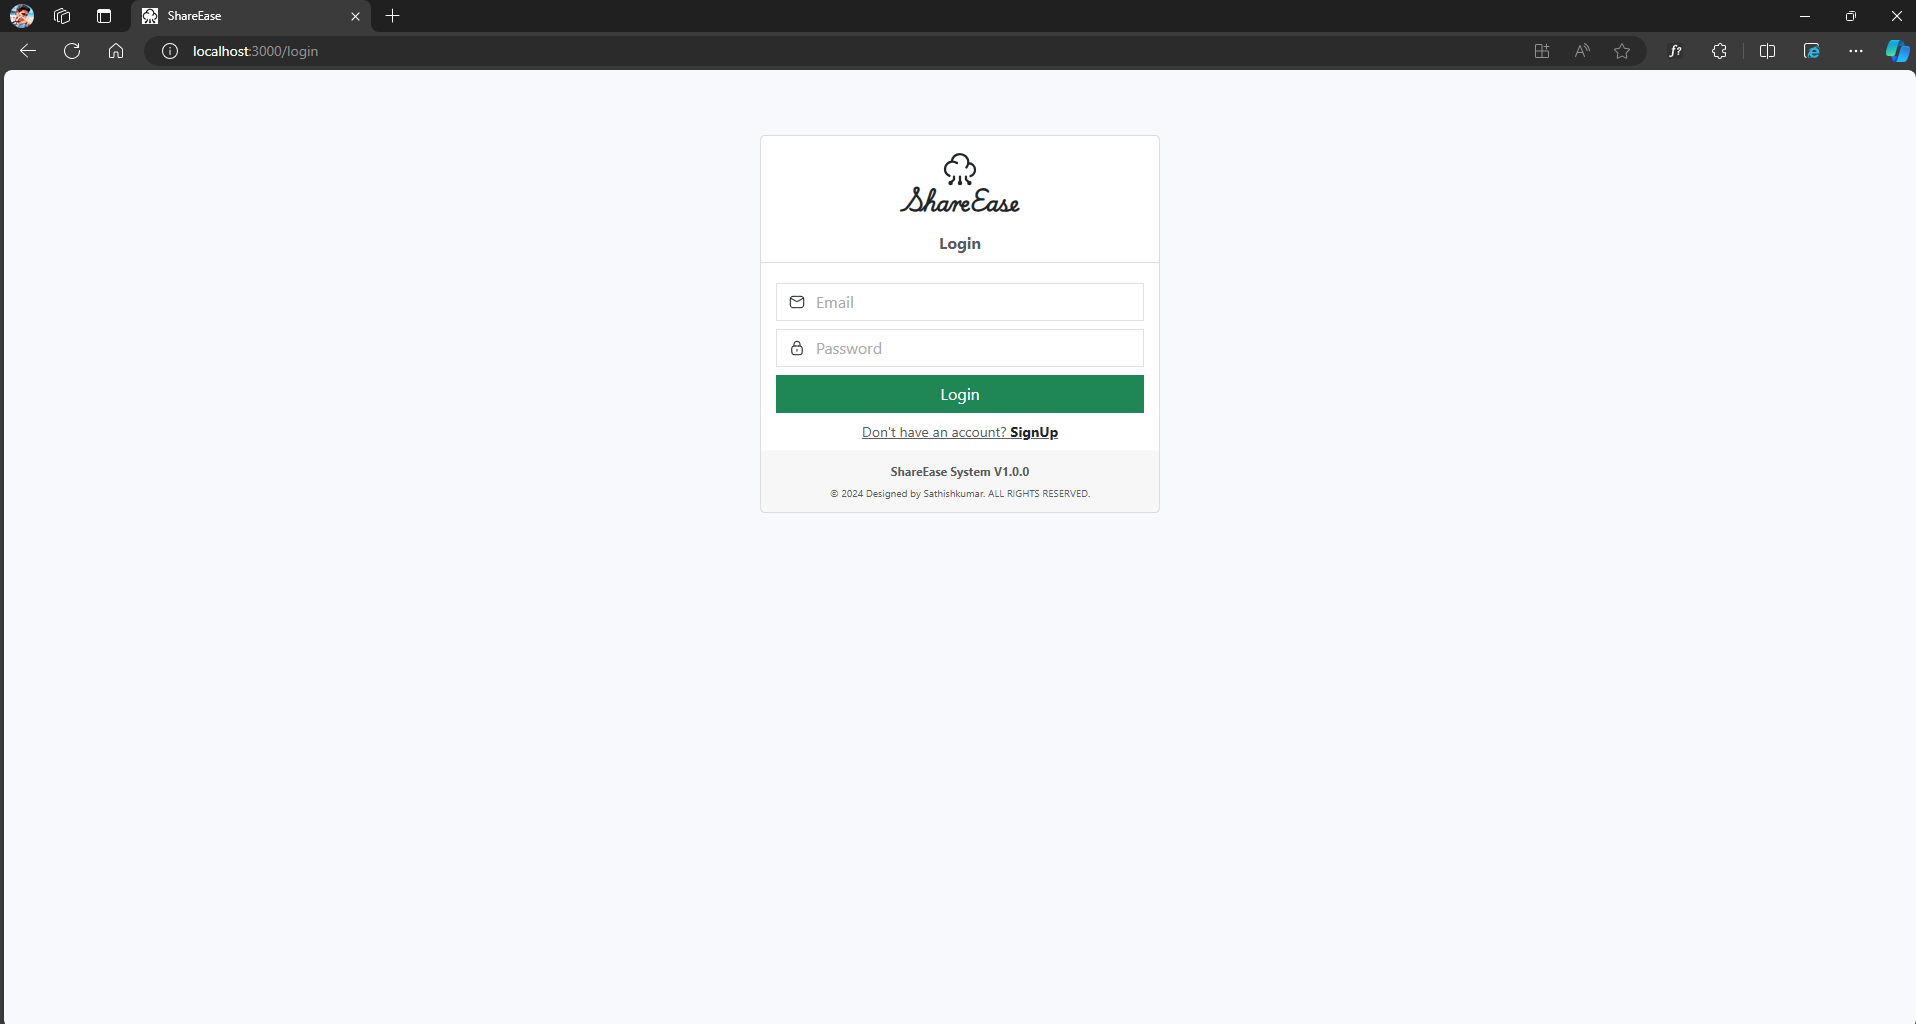 ShareEase
localhost:3000/login
ShareEase
Login
Email
Password
Login
Don't have an account? SignUp
ShareEase System V1.0.0
© 2024 Designed by Sathishkumar. ALL RIGHTS RESERVED.